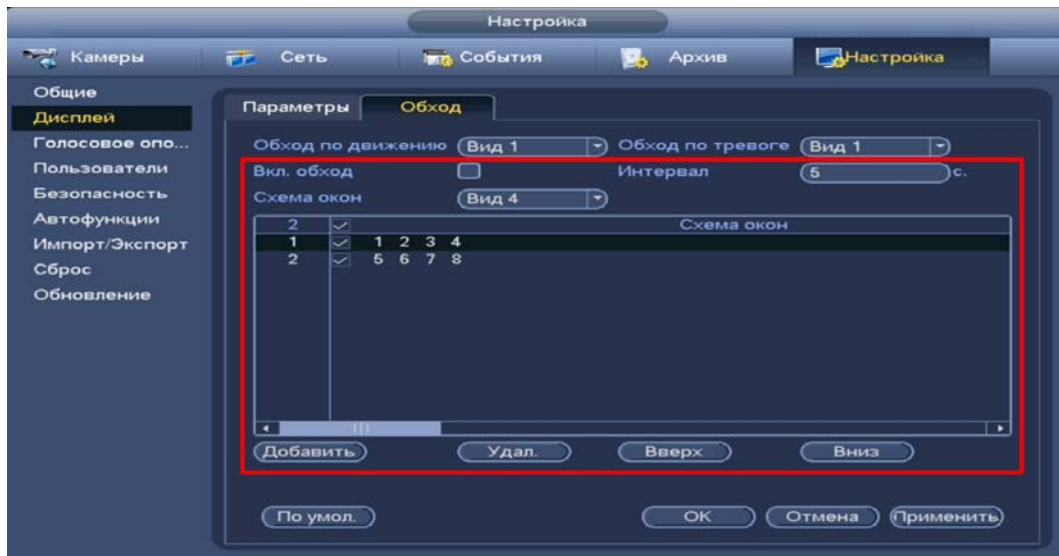 Настройка
Камеры Сеть События Архив Настройка
Общие
Дисплей
Голосовое опо...
Пользователи
Безопасность
Автофункции
Импорт/Экспорт
Сброс
Обновление
Параметры Обход
Обход по движению Вид 1 Обход по тревоге Вид 1
Вкл. обход Интервал 5 с.
Схема окон Вид 4
2 Схема окон
1 1 2 3 4
2 5 6 7 8
Добавить Удал. Вверх Вниз
По умол. ОК Отмена Применить